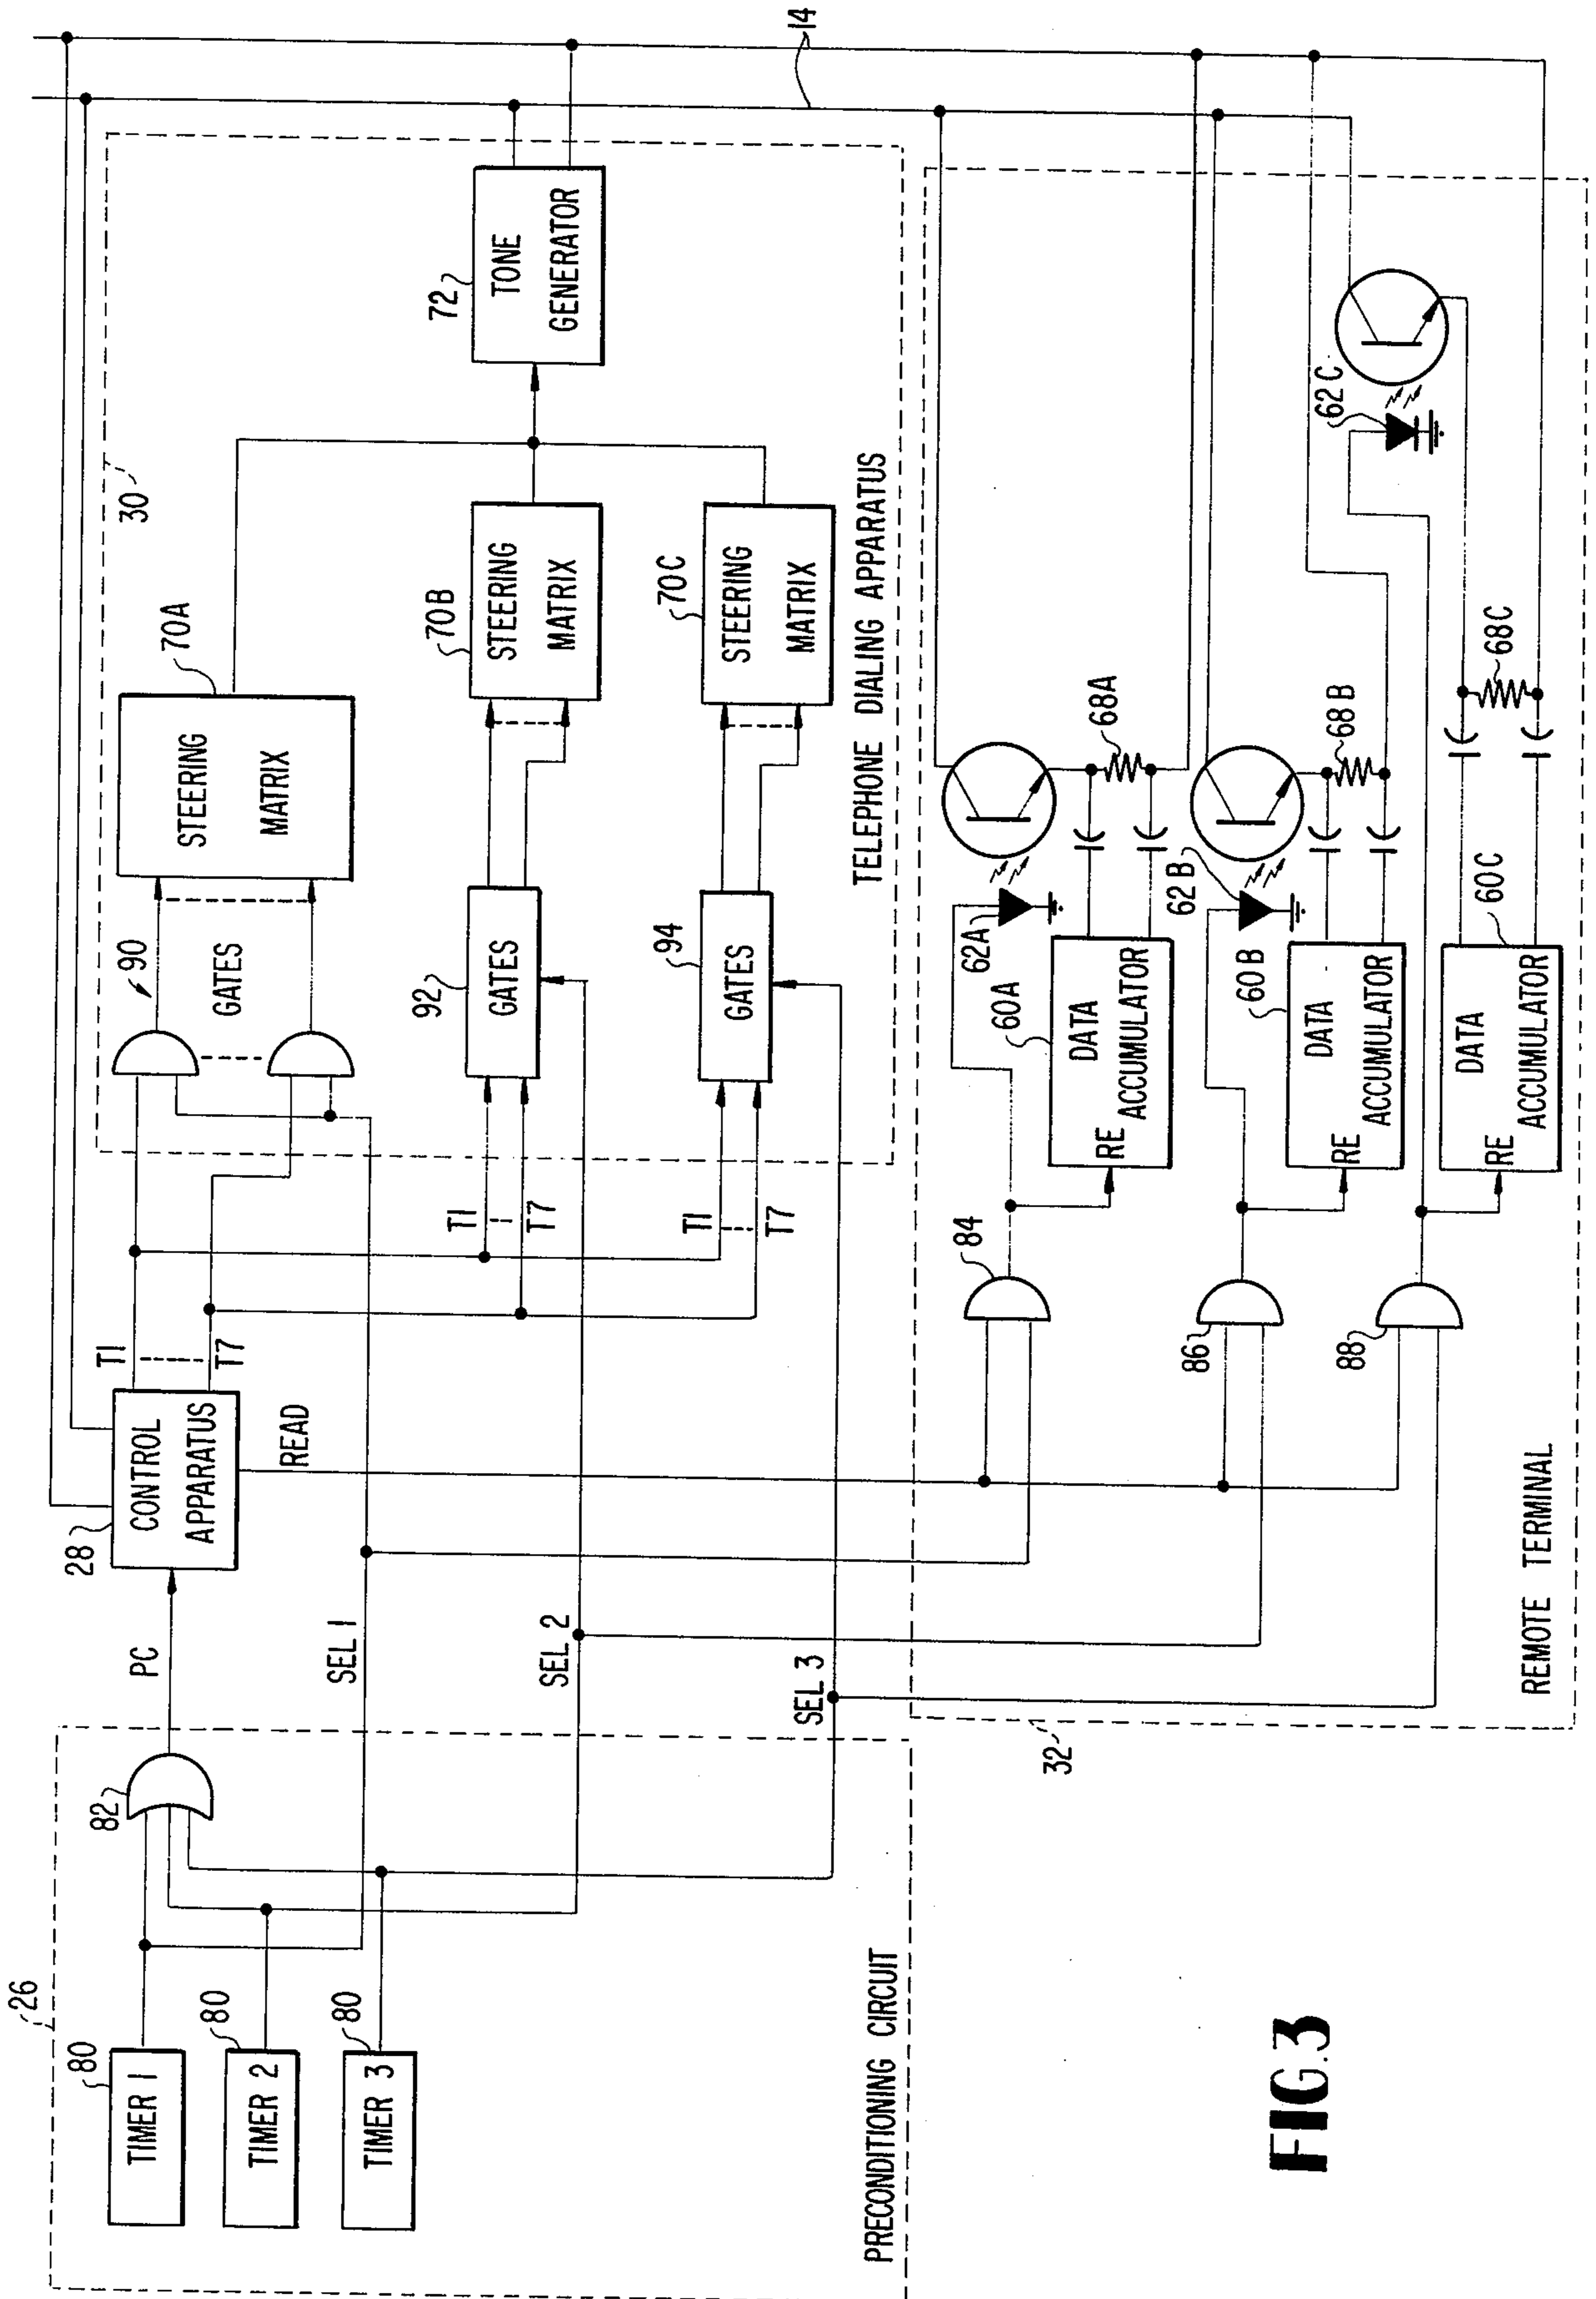 26
80
TIMER 1
80
TIMER 2
80
TIMER 3
PRECONDITIONING CIRCUIT
82
PC
SEL 1
SEL 2
SEL 3
28
CONTROL
APPARATUS
READ
T1
T7
T1
T7
T1
T7
90
GATES
92
GATES
94
GATES
70A
STEERING
MATRIX
70B
STEERING
MATRIX
70C
STEERING
MATRIX
30
72
TONE
GENERATOR
TELEPHONE DIALING APPARATUS
14
32
REMOTE TERMINAL
84
86
88
60A
DATA
ACCUMULATOR
RE
62A
68A
60B
DATA
ACCUMULATOR
RE
62B
68B
60C
DATA
ACCUMULATOR
RE
62C
68C
FIG.3